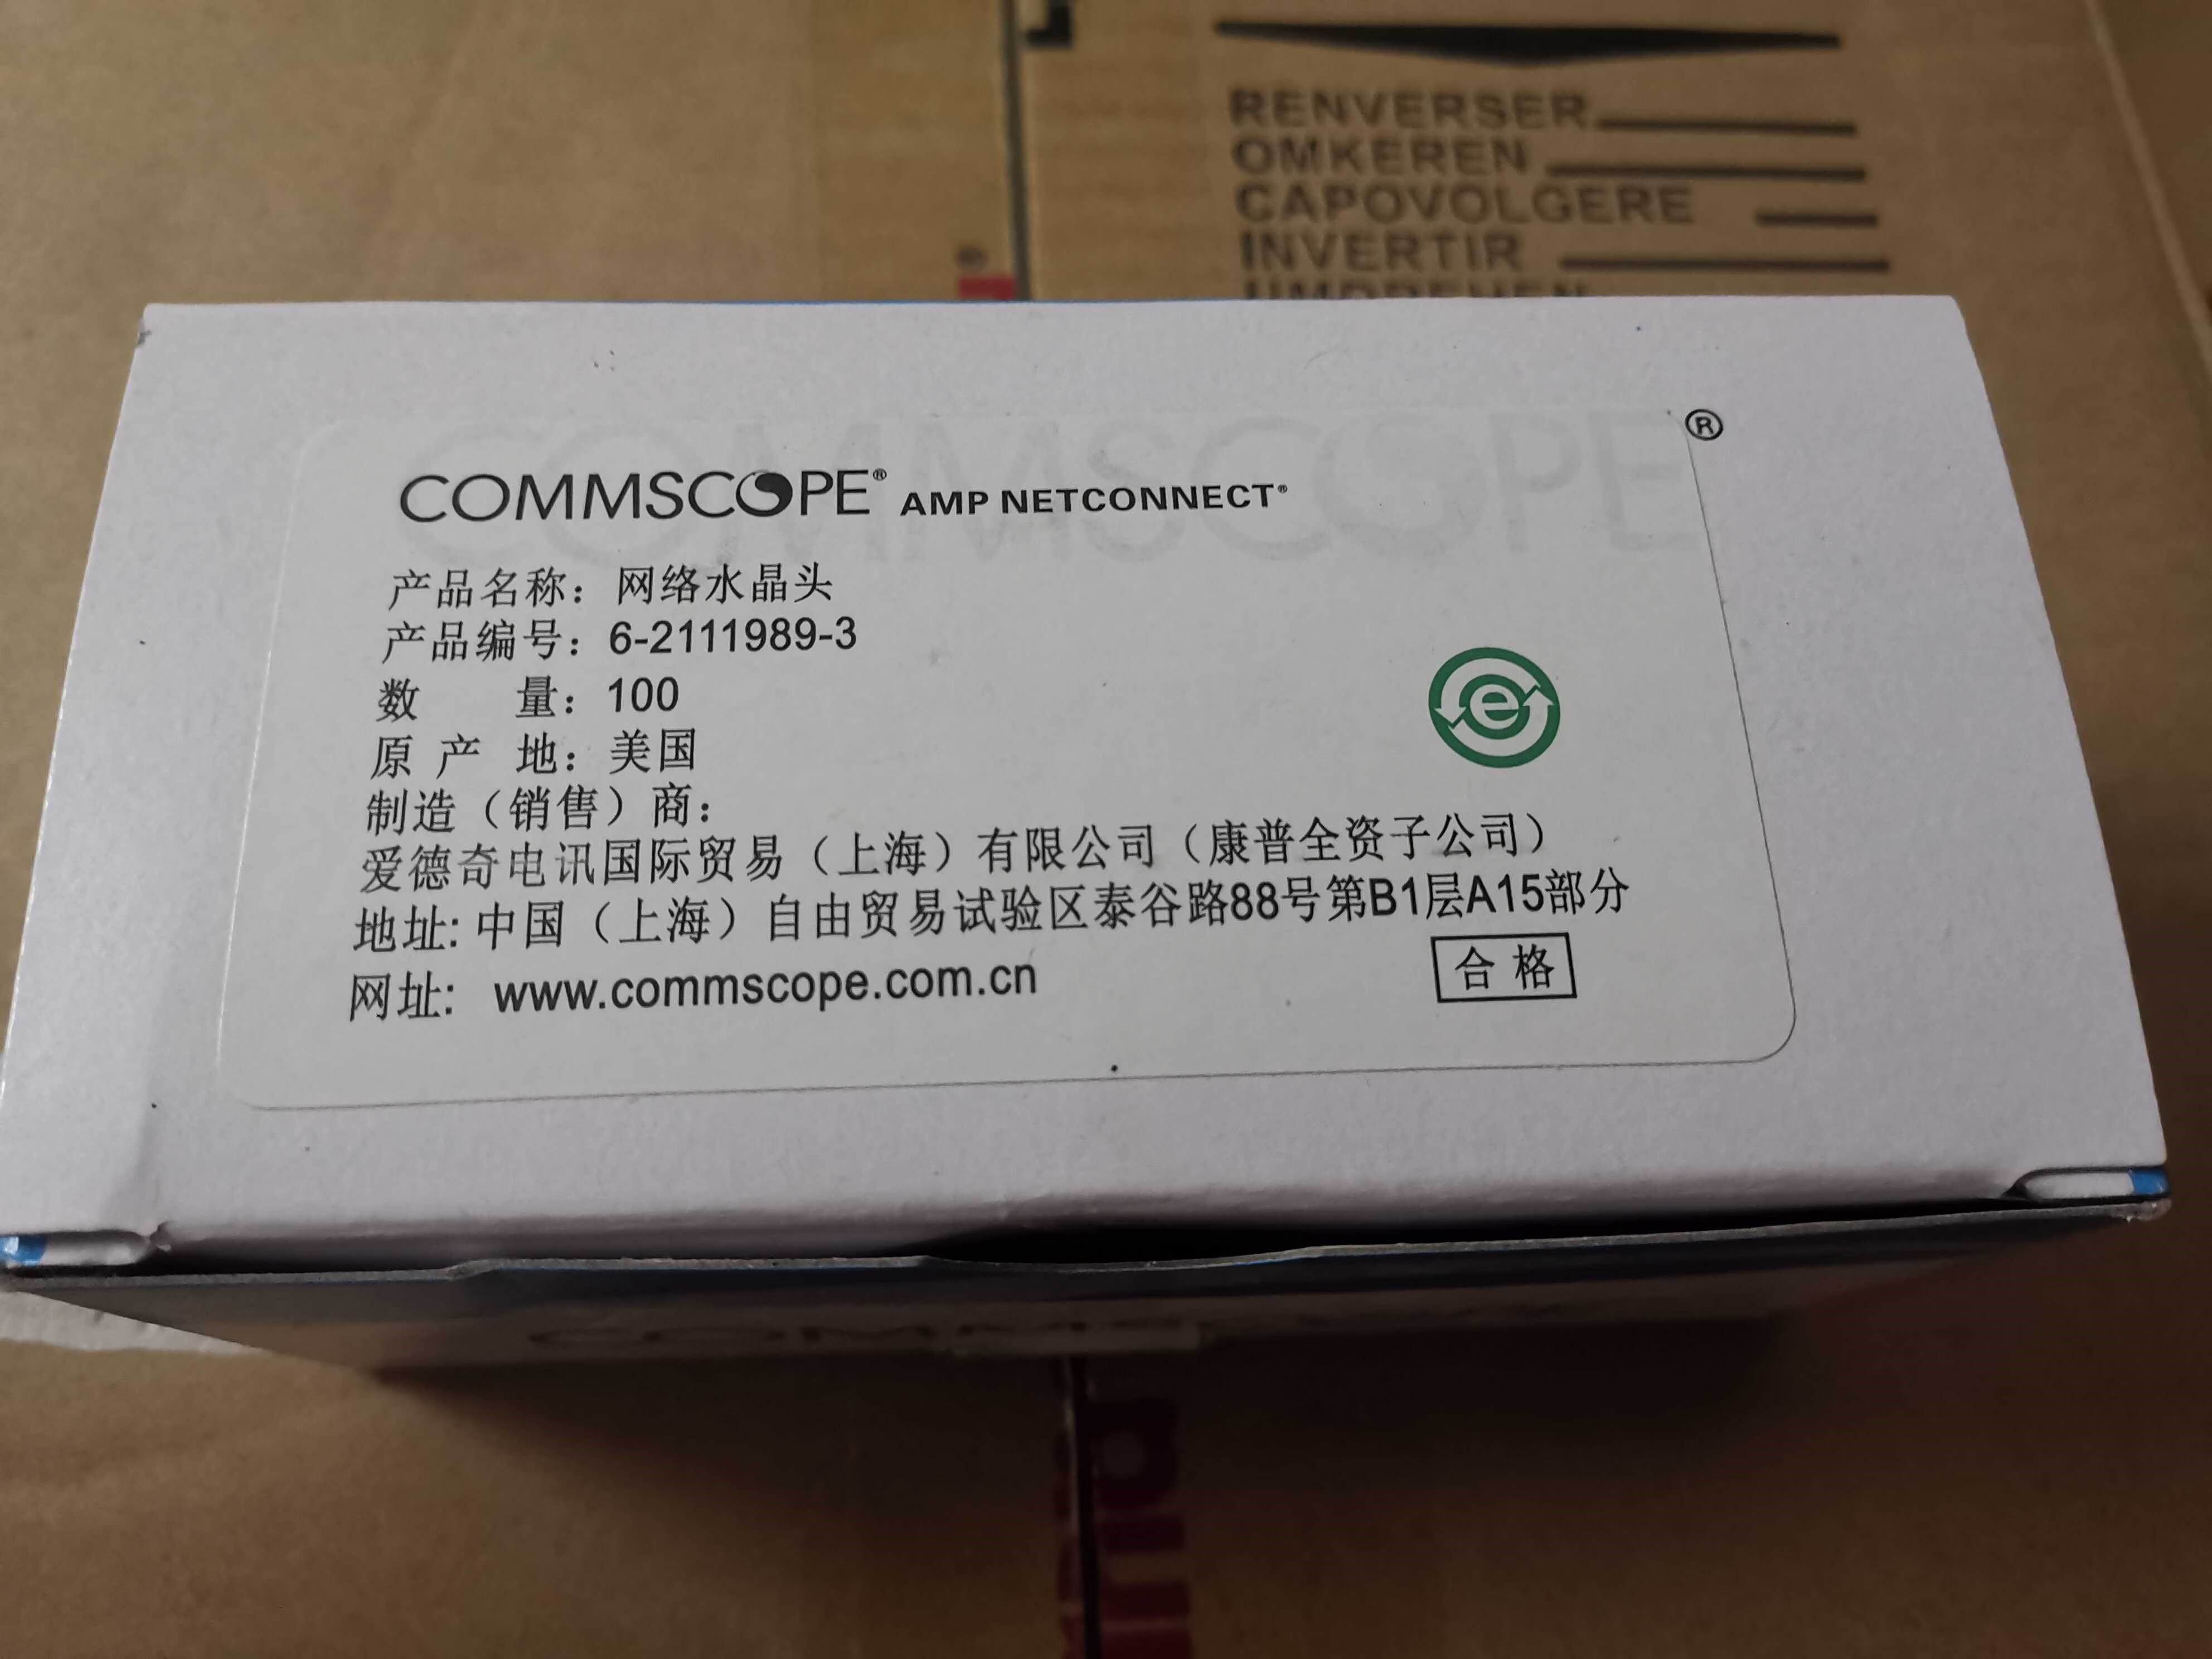 RENVERSER
OMKEREN
CAPOVOLGERE
INVERTIR
UMDREHEN
COMMSCOPE®
COMMSCOPE® AMP NETCONNECT®
产品名称：网络水晶头
产品编号：6-2111989-3
数 量：100
原产地：美国
制造（销售）商：
爱德奇电讯国际贸易（上海）有限公司（康普全资子公司）
地址：中国（上海）自由贸易试验区泰谷路88号第B1层A15部分
网址： www.commscope.com.cn
e
合格